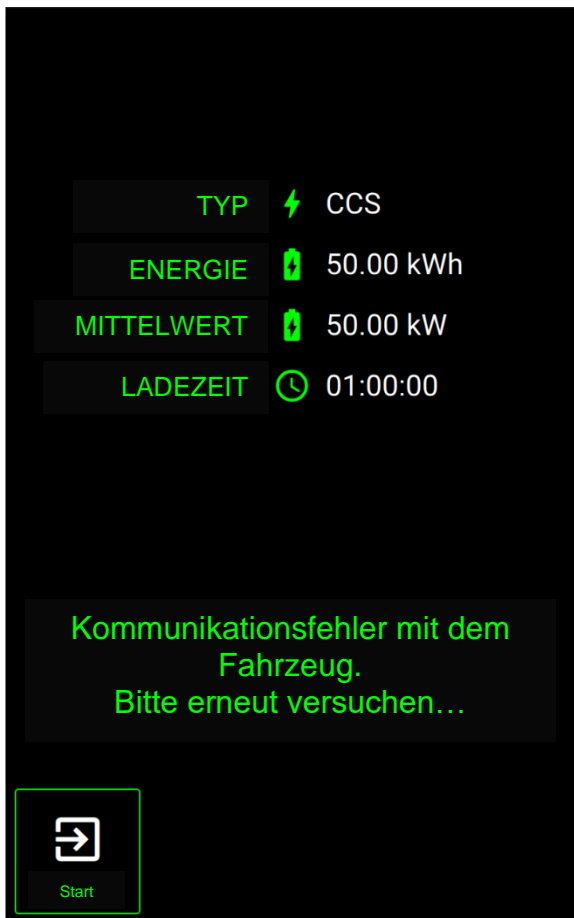 TYP CCS
ENERGIE 50.00 kWh
MITTELWERT 50.00 kW
LADEZEIT 01:00:00
Kommunikationsfehler mit dem
Fahrzeug.
Bitte erneut versuchen…
Start